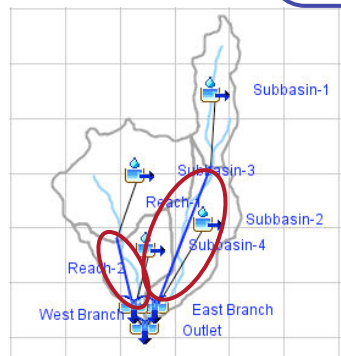 Subbasin-1
Subbasin-3
Reach-1
Subbasin-2
Subbasin-4
Reach-2
West Branch
East Branch
Outlet